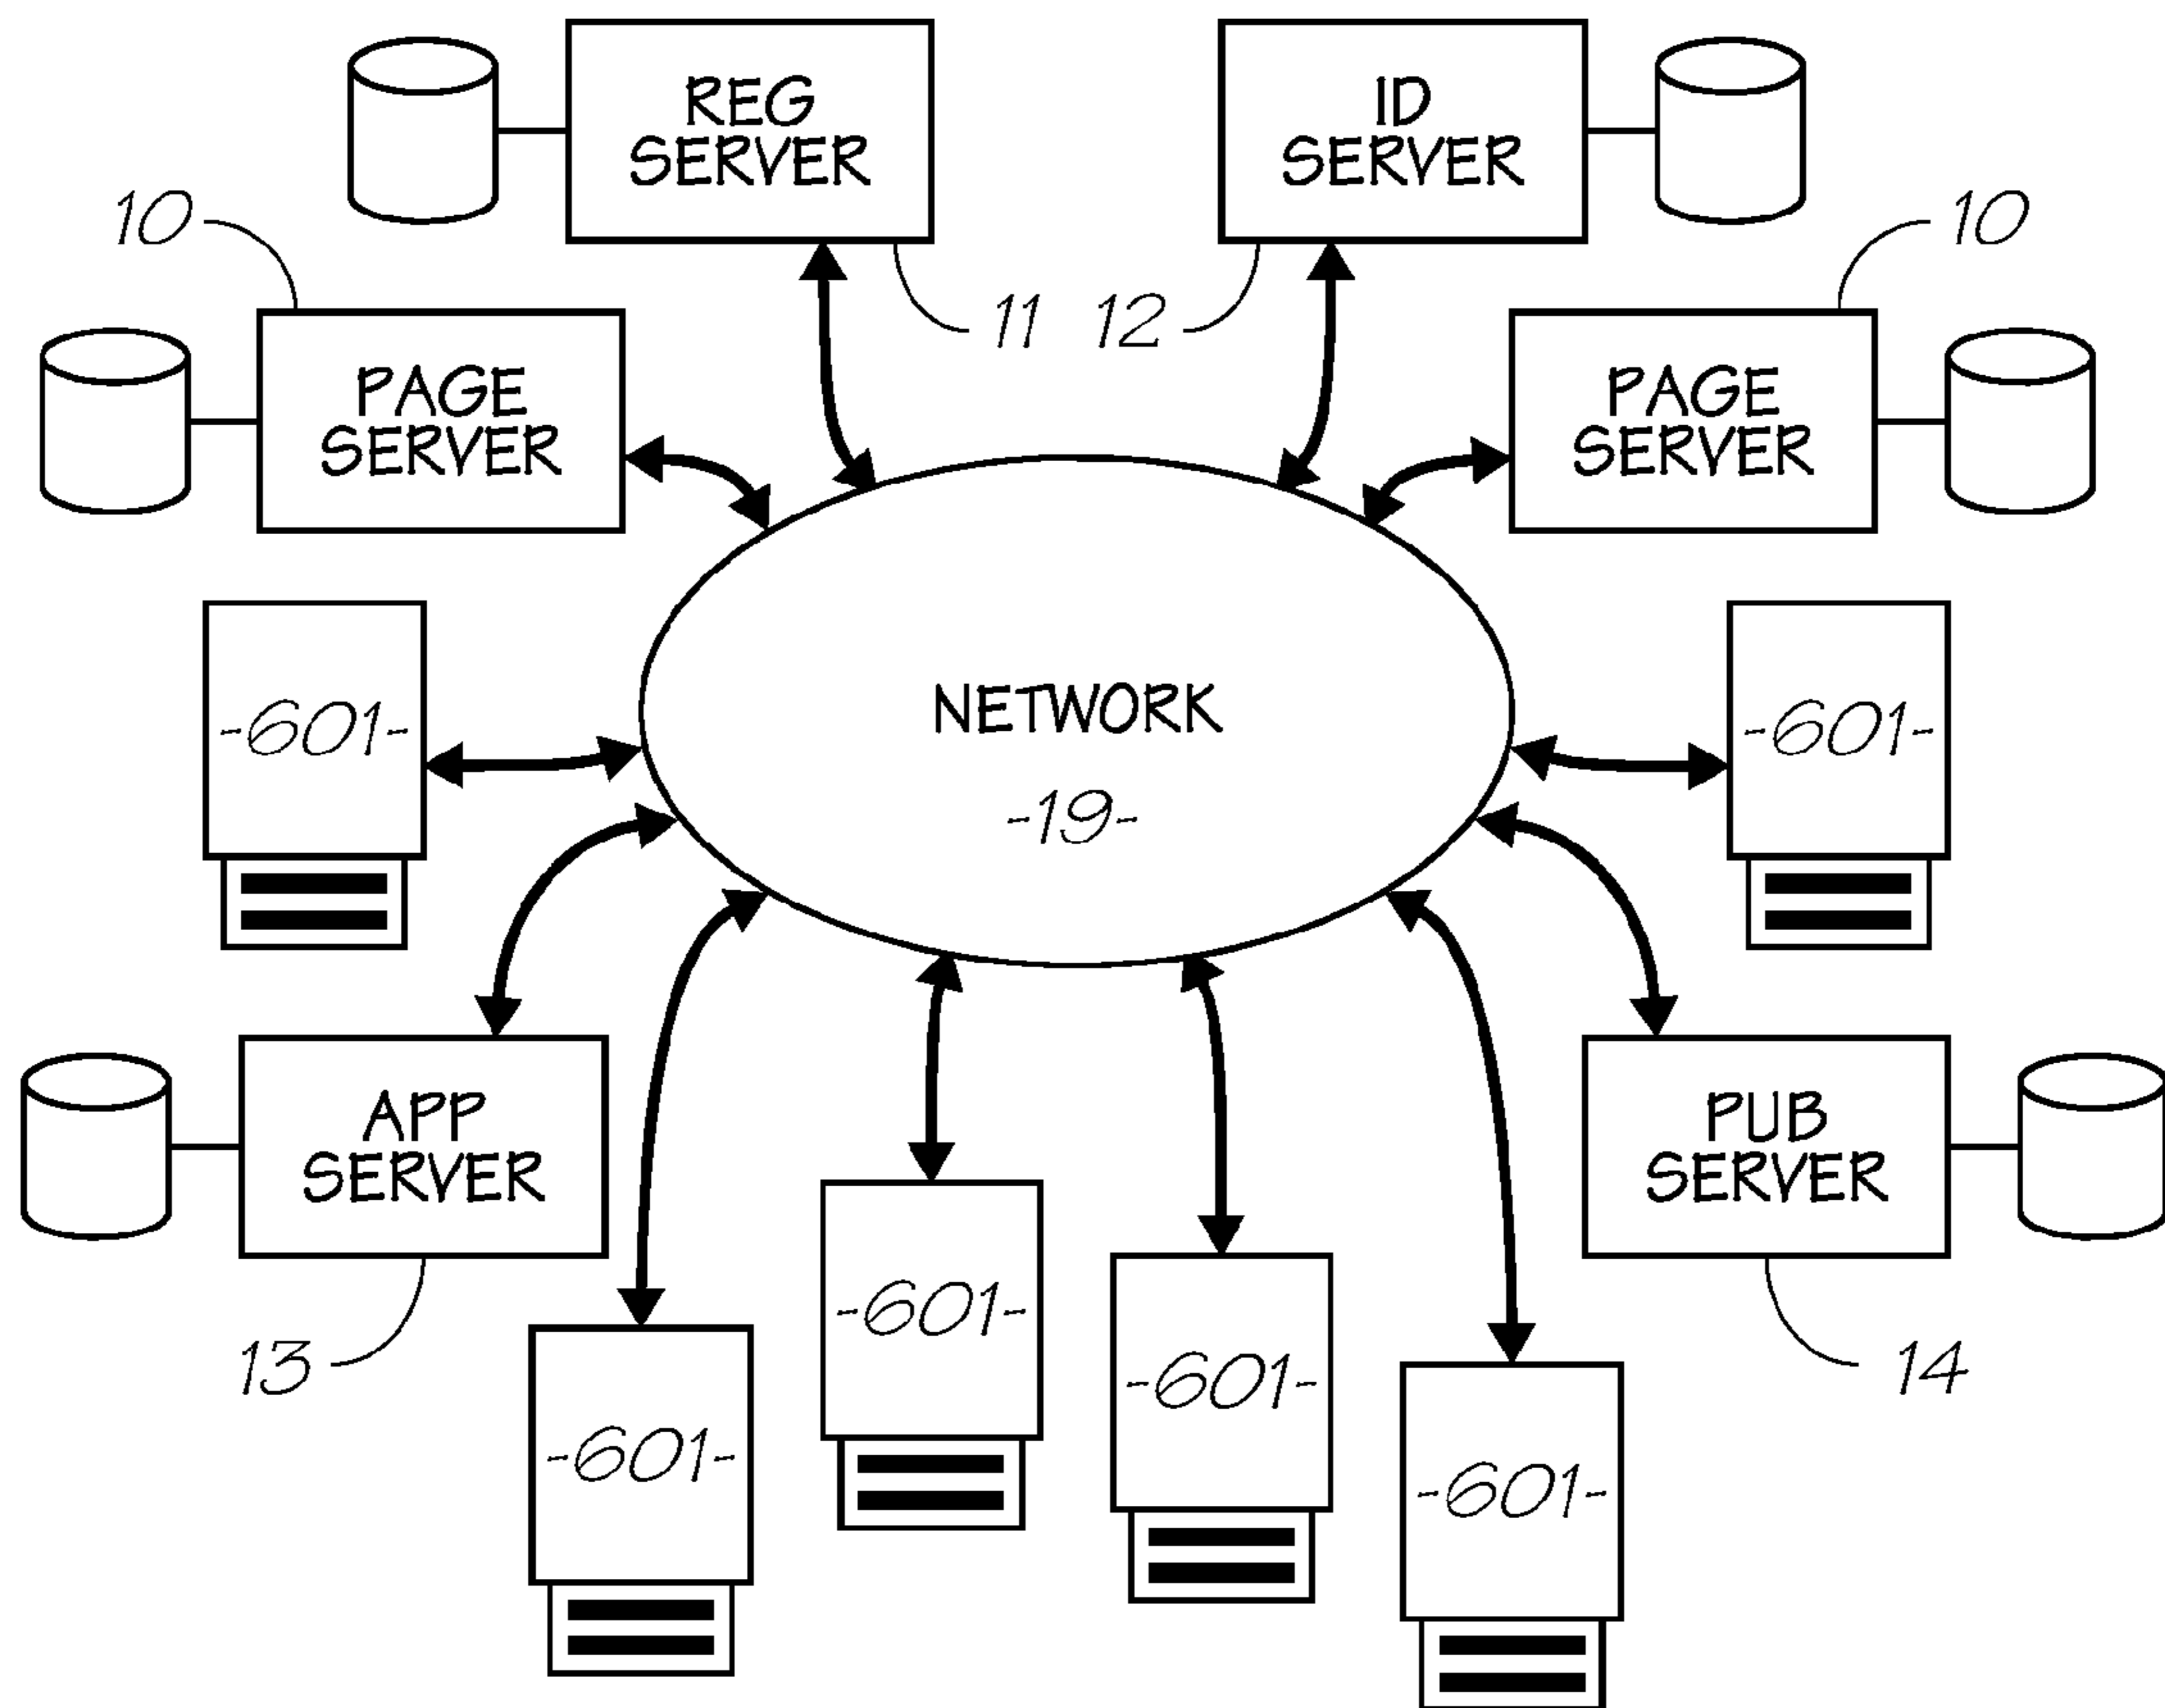 REG
SERVER
ID
SERVER
10
10
11
12
PAGE
SERVER
PAGE
SERVER
-601-
NETWORK
-19-
-601-
APP
SERVER
PUB
SERVER
13
-601-
-601-
-601-
-601-
14